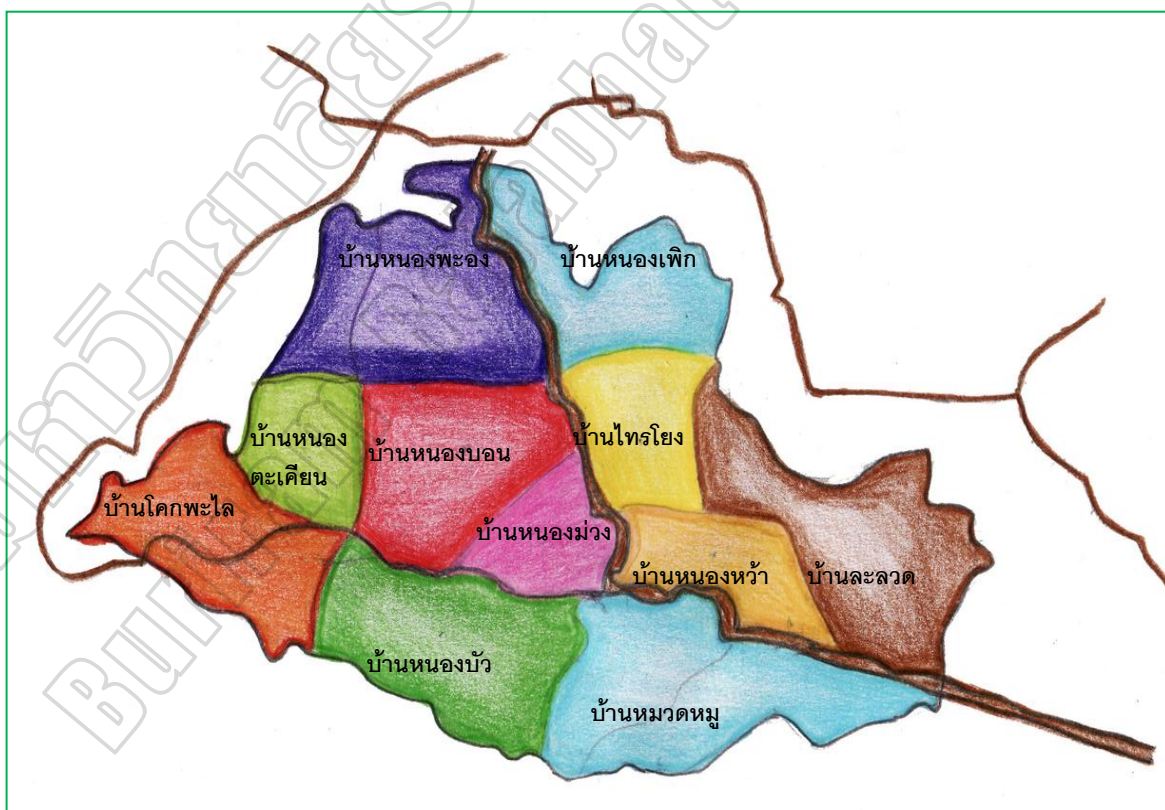 บ้านหนองพะอง
บ้านหนองเพิก
บ้านหนอง
ตะเคียน
บ้านหนองบอน
บ้านไทรโยง
บ้านโคกพะไล
บ้านหนองม่วง
บ้านหนองหว้า
บ้านละลวด
บ้านหนองบัว
บ้านหมวดหมู